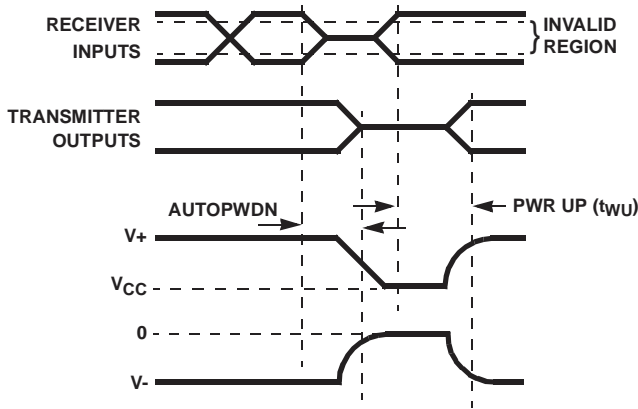 RECEIVER
INPUTS
} INVALID
REGION
TRANSMITTER
OUTPUTS
AUTOPWDN
PWR UP (tWU)
V+
VCC
0
V-